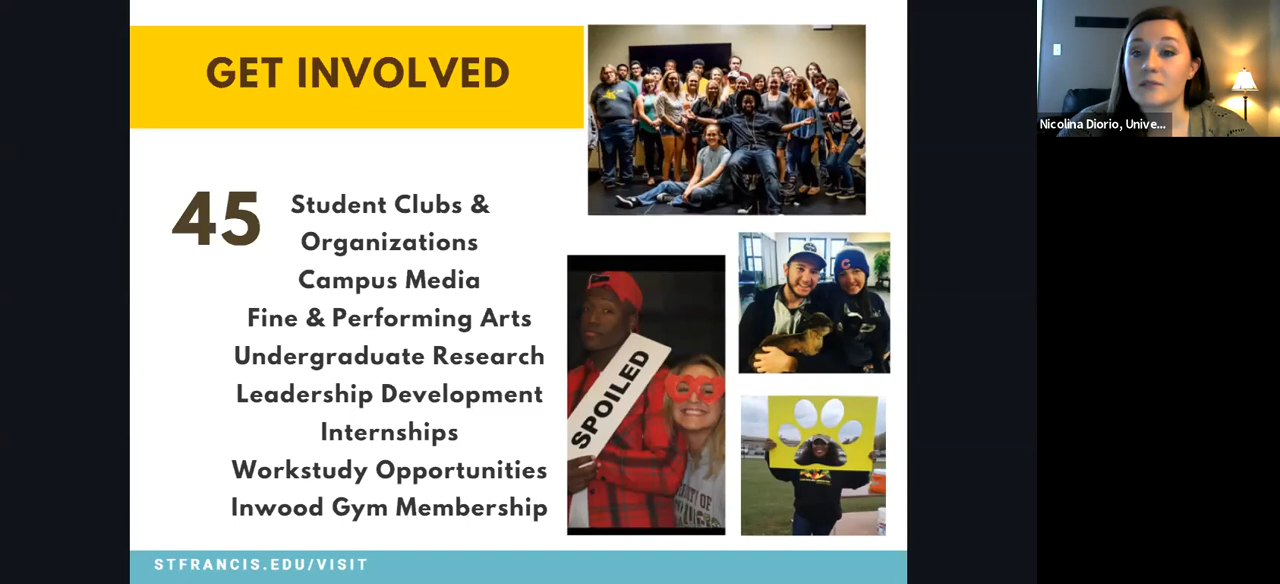 GET INVOLVED
45
Student Clubs &
Organizations
Campus Media
Fine & Performing Arts
Undergraduate Research
Leadership Development
Internships
Workstudy Opportunities
Inwood Gym Membership
SPOILED
C
STFRANCIS.EDU/VISIT
Nicolina Diorio, Unive...